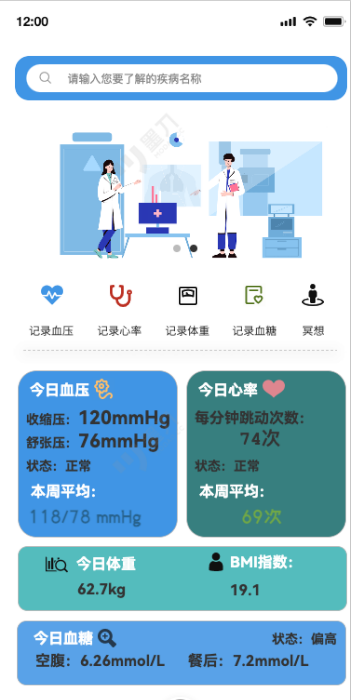 12:00
请输入您要了解的疾病名称
记录血压 记录心率 记录体重 记录血糖 冥想
今日血压
收缩压：120mmHg
舒张压：76mmHg
状态：正常
本周平均：
118/78 mmHg
今日心率
每分钟跳动次数：
74次
状态：正常
本周平均：
69次
今日体重
62.7kg
BMI指数：
19.1
今日血糖
状态：偏高
空腹：6.26mmol/L 餐后：7.2mmol/L